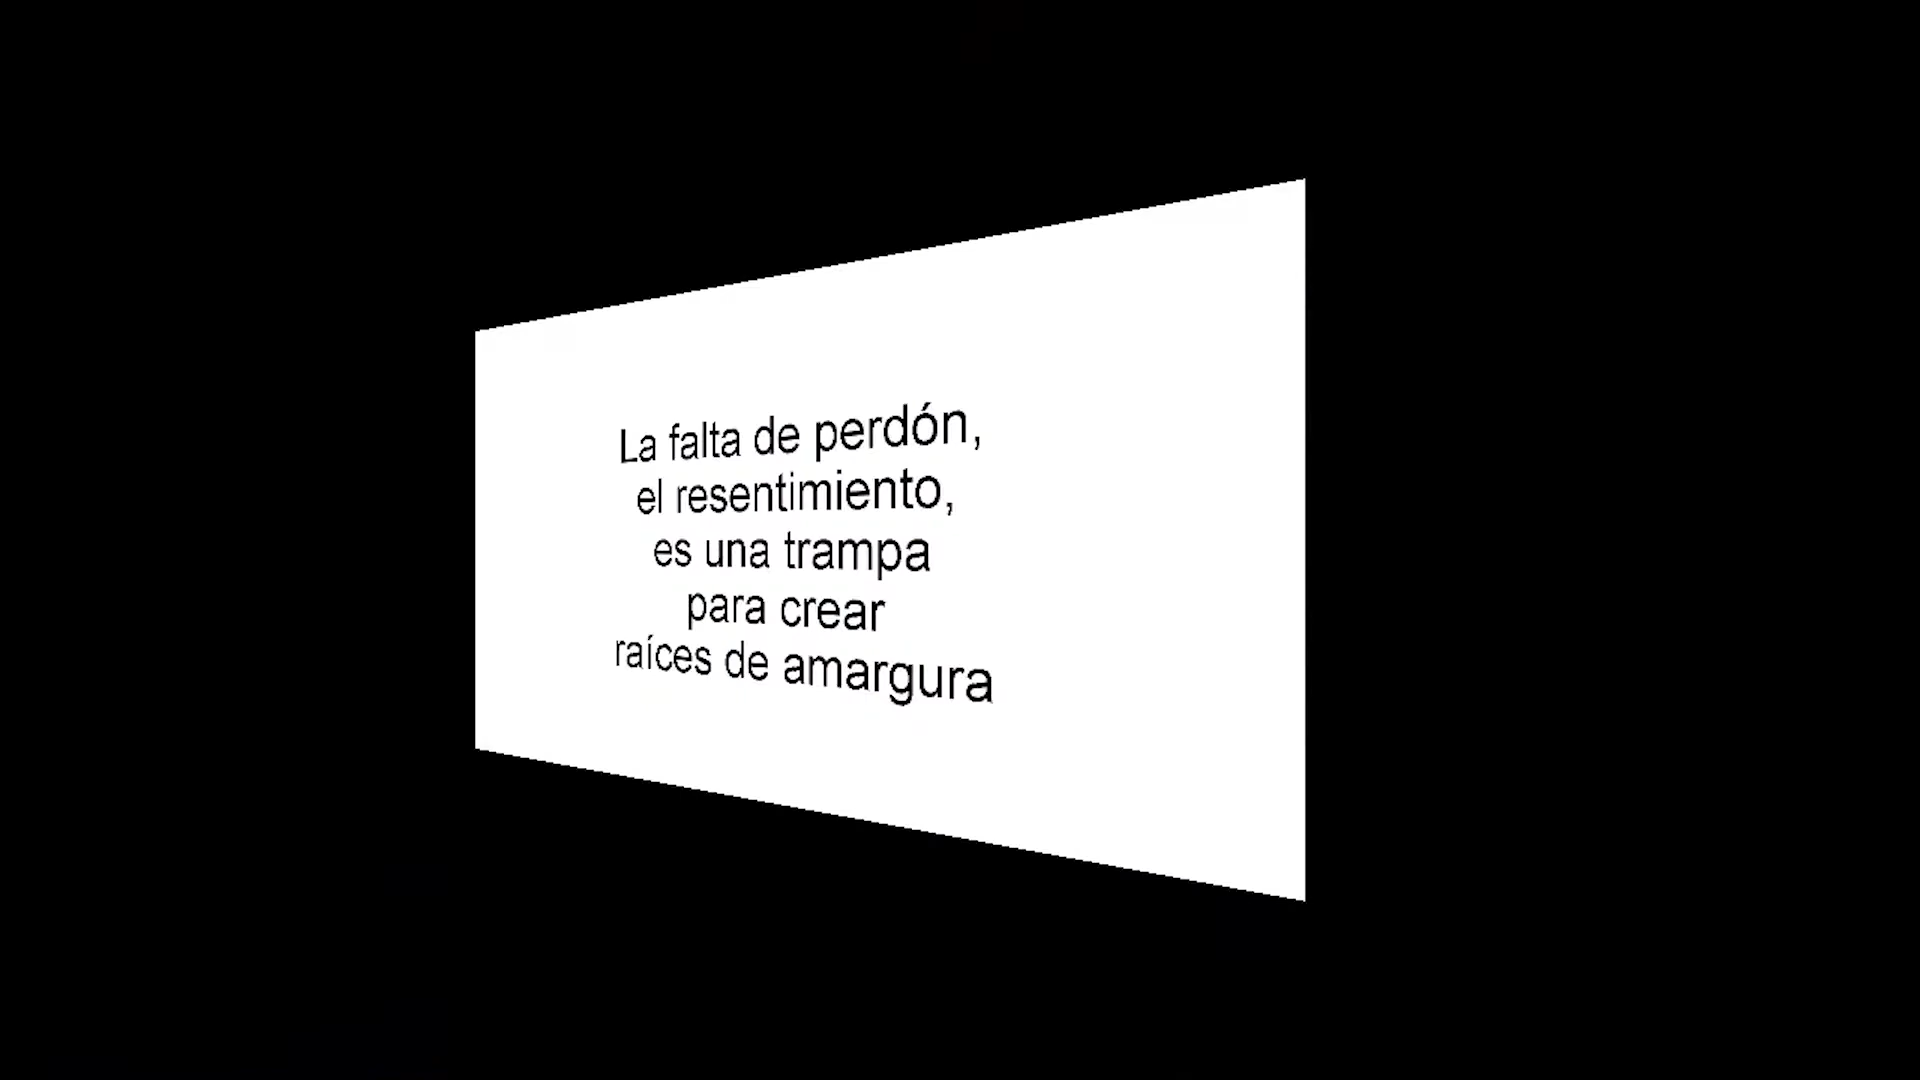 La falta de perdón,
el resentimiento,
es una trampa
para crear
raíces de amargura